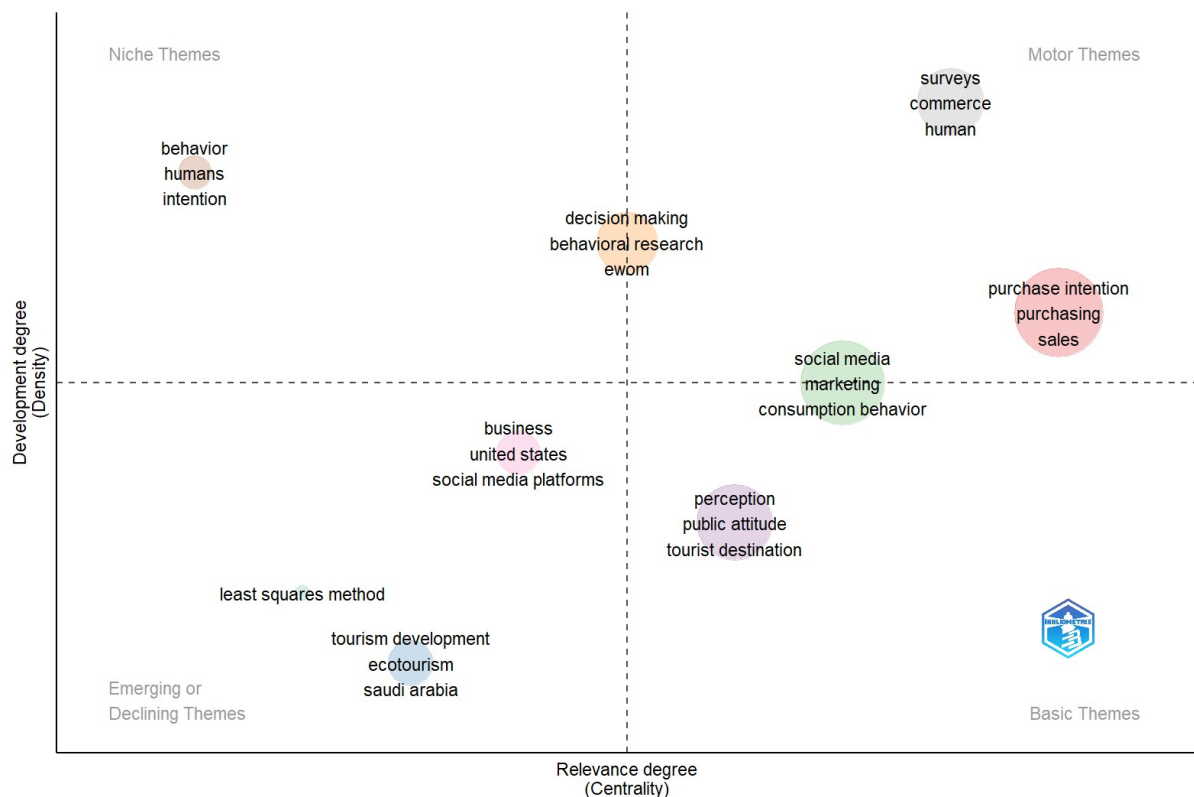 Niche Themes
Motor Themes
surveys
commerce
human
behavior
humans
intention
decision making
behavioral research
ewom
purchase intention
purchasing
sales
social media
marketing
consumption behavior
business
united states
social media platforms
perception
public attitude
tourist destination
least squares method
tourism development
ecotourism
saudi arabia
BIBLIOMETRIX
Emerging or
Declining Themes
Basic Themes
Development degree
(Density)
Relevance degree
(Centrality)